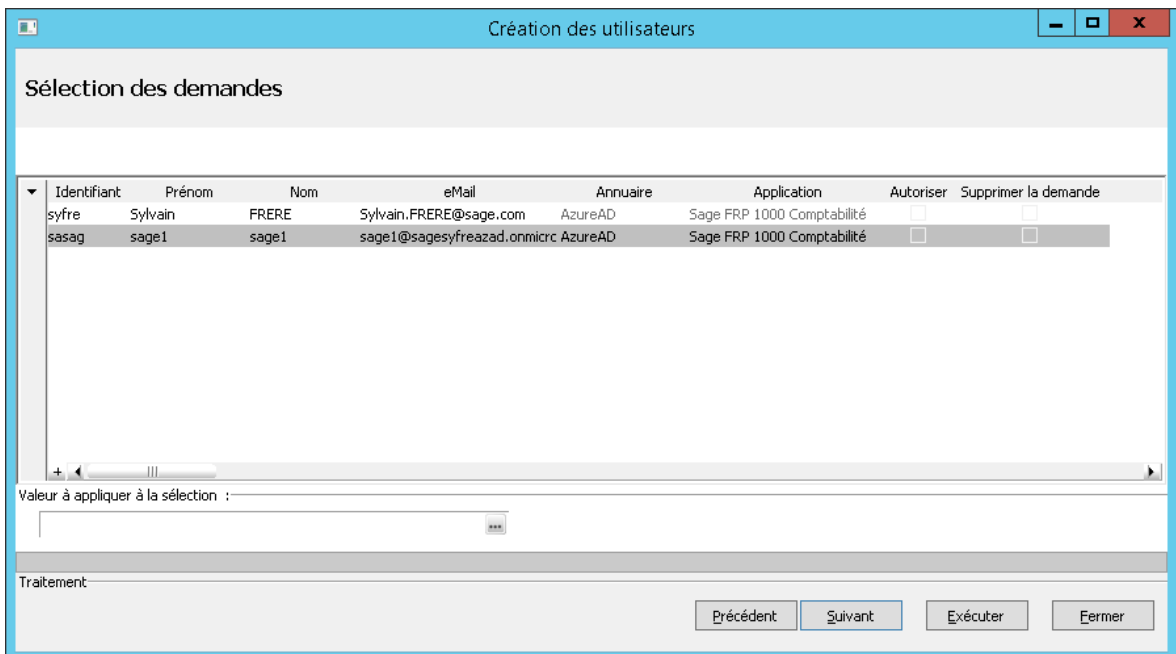 Création des utilisateurs
Sélection des demandes
Identifiant Prénom Nom eMail Annuaire Application Autoriser Supprimer la demande
syfre Sylvain FRERE Sylvain.FRERE@sage.com AzureAD Sage FRP 1000 Comptabilité
sasag sage1 sage1 sage1@sagesyfreazad.onmicrc AzureAD Sage FRP 1000 Comptabilité
Valeur à appliquer à la sélection :
...
Traitement
Précédent Suivant Exécuter Fermer